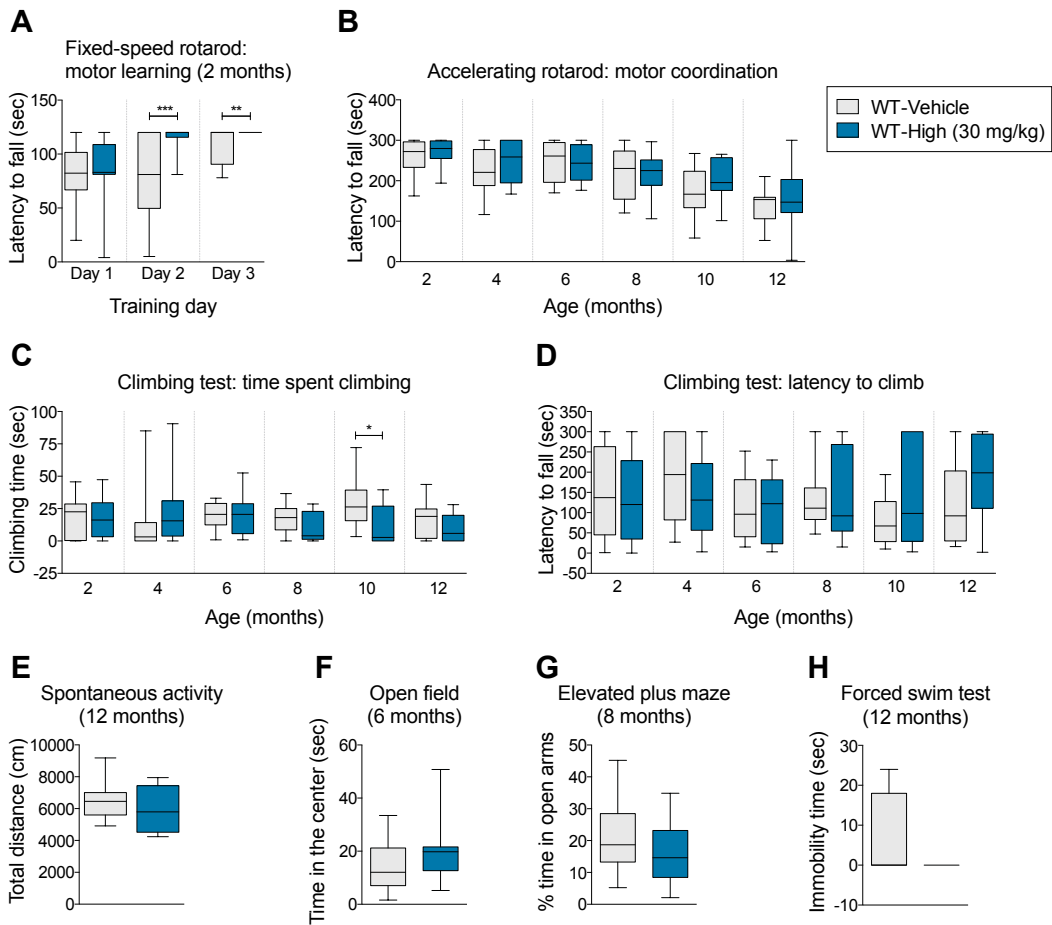 A
Fixed-speed rotarod:
motor learning (2 months)
Latency to fall (sec)
150
100
50
0
***
**
Day 1
Day 2
Day 3
Training day
B
Accelerating rotarod: motor coordination
Latency to fall (sec)
400
300
200
100
0
2
4
6
8
10
12
Age (months)
WT-Vehicle
WT-High (30 mg/kg)
C
Climbing test: time spent climbing
Climbing time (sec)
100
75
50
25
0
-25
*
2
4
6
8
10
12
Age (months)
D
Climbing test: latency to climb
Latency to fall (sec)
350
300
250
200
150
100
50
0
-50
2
4
6
8
10
12
Age (months)
E
Spontaneous activity
(12 months)
Total distance (cm)
10000
8000
6000
4000
2000
0
F
Open field
(6 months)
Time in the center (sec)
60
40
20
0
G
Elevated plus maze
(8 months)
% time in open arms
50
40
30
20
10
0
H
Forced swim test
(12 months)
Immobility time (sec)
30
20
10
0
-10